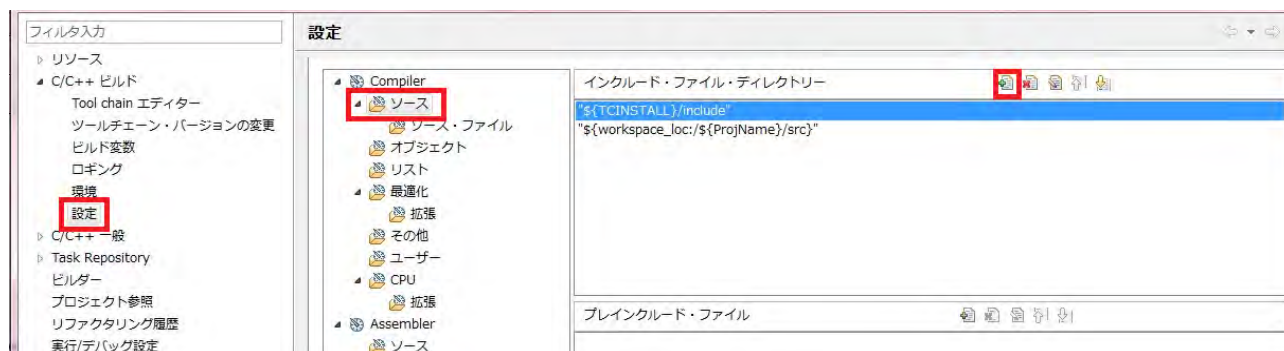 フィルタ入力
リソース
C/C++ ビルド
Tool chain エディター
ツールチェーン・バージョンの変更
ビルド変数
ロギング
環境
設定
C/C++ 一般
Task Repository
ビルダー
プロジェクト参照
リファクタリング履歴
実行/デバッグ設定
設定
Compiler
ソース
ソース・ファイル
オブジェクト
リスト
最適化
拡張
その他
ユーザー
CPU
拡張
Assembler
ソース
インクルード・ファイル・ディレクトリー
"${TCINSTALL}/include"
"${workspace_loc:/${ProjName}/src}"
プレインクルード・ファイル